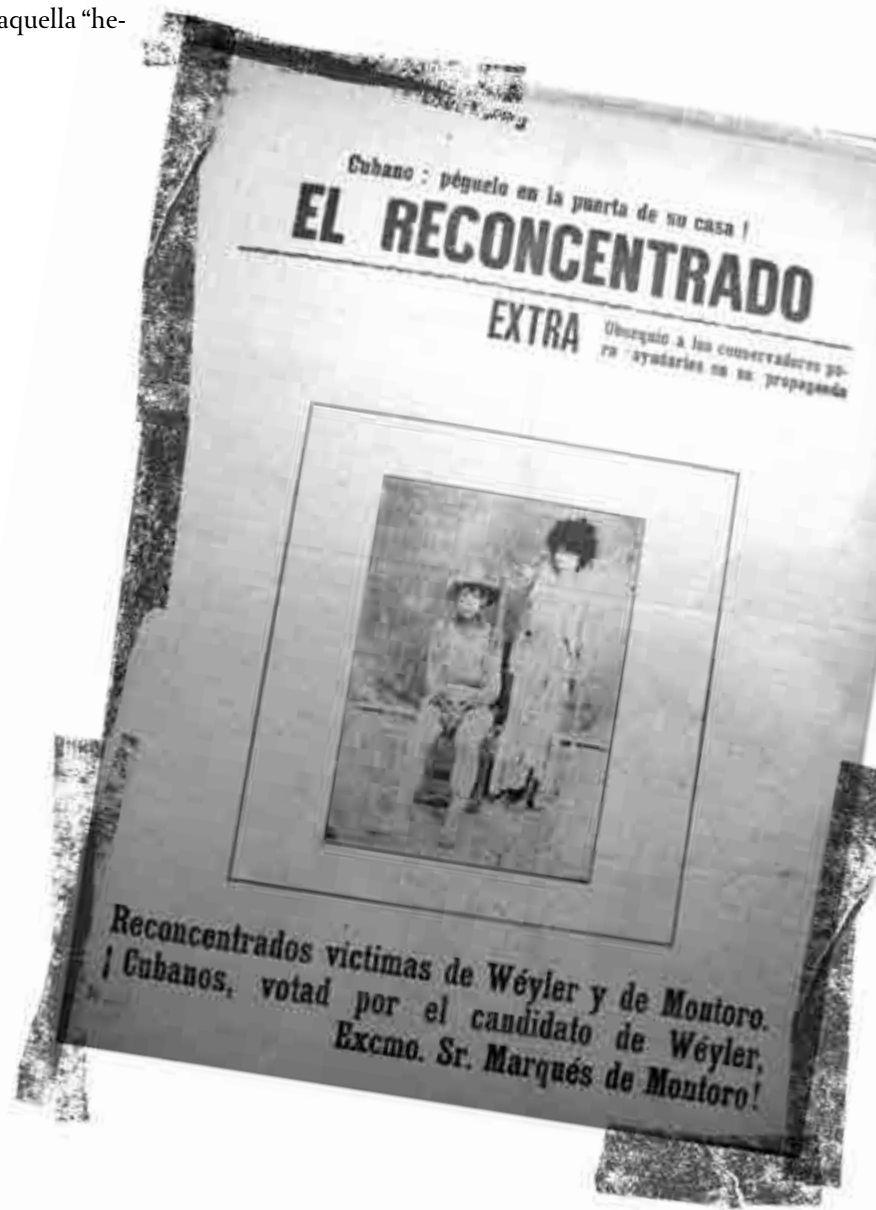 aquella “he-
Cubano : péguelo en la puerta de su casa !
EL RECONCENTRADO
EXTRA
Obsequio a los conservadores pa-
ra ayudarles en su propaganda
Reconcentrados victimas de Wéyler y de Montoro.
¡ Cubanos, votad por el candidato de Wéyler,
Excmo. Sr. Marqués de Montoro!